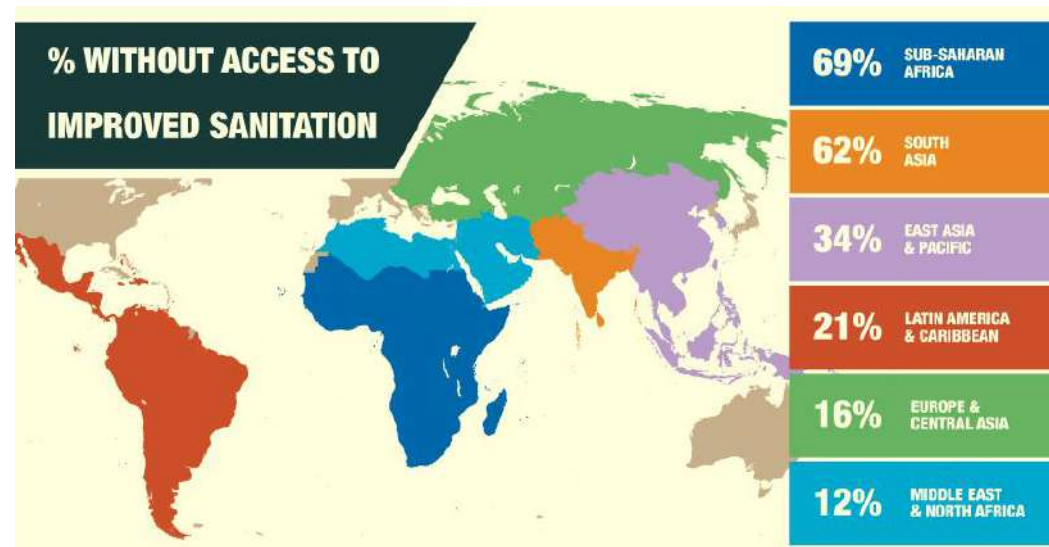 % WITHOUT ACCESS TO
IMPROVED SANITATION
69% SUB-SAHARAN
AFRICA
62% SOUTH
ASIA
34% EAST ASIA
& PACIFIC
21% LATIN AMERICA
& CARIBBEAN
16% EUROPE &
CENTRAL ASIA
12% MIDDLE EAST
& NORTH AFRICA